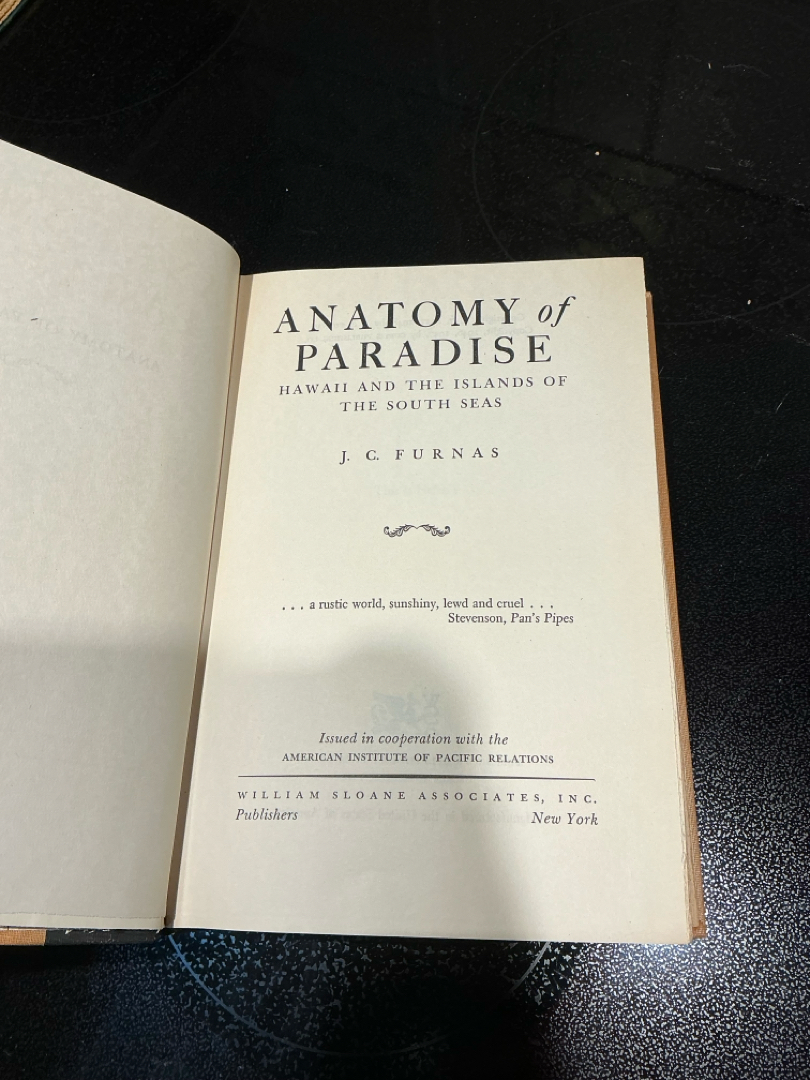 ANATOMY of
PARADISE
HAWAII AND THE ISLANDS OF
THE SOUTH SEAS
J. C. FURNAS
. . . a rustic world, sunshiny, lewd and cruel . . .
Stevenson, Pan's Pipes
Issued in cooperation with the
AMERICAN INSTITUTE OF PACIFIC RELATIONS
WILLIAM SLOANE ASSOCIATES, INC.
Publishers New York